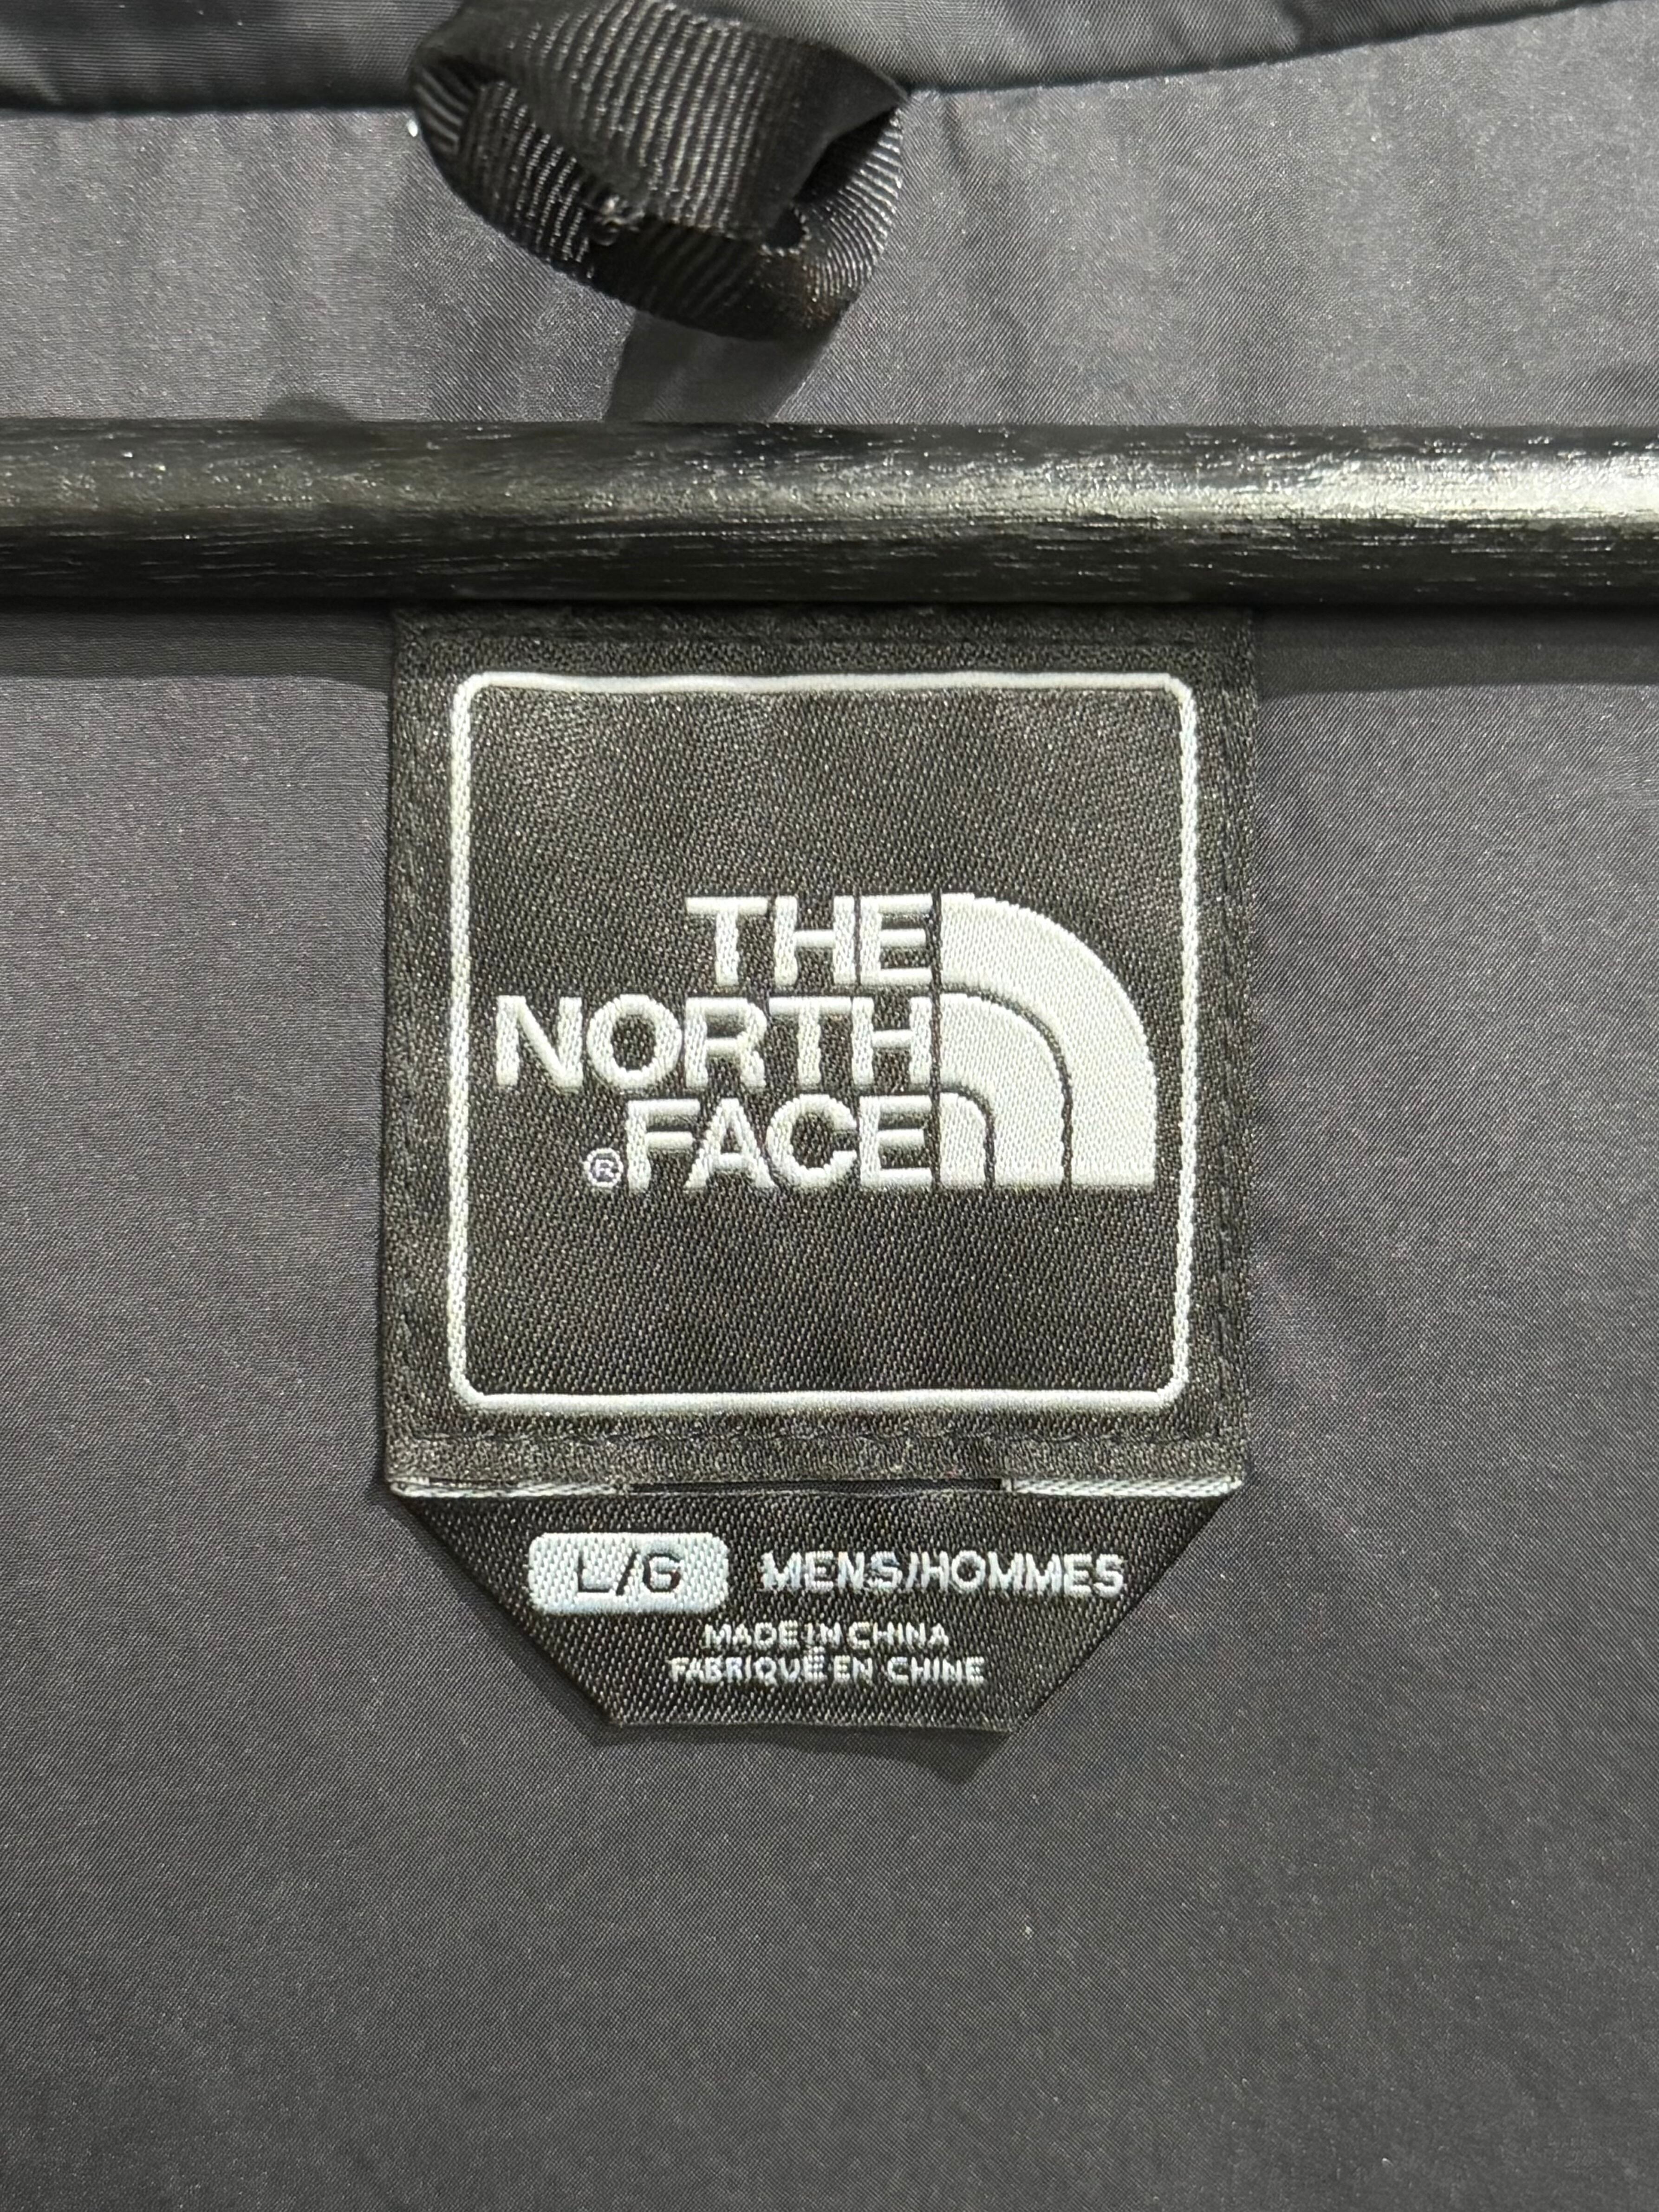 THE
NORTH
®FACE
L/G MENS/HOMMES
MADE IN CHINA
FABRIQUÉ EN CHINE